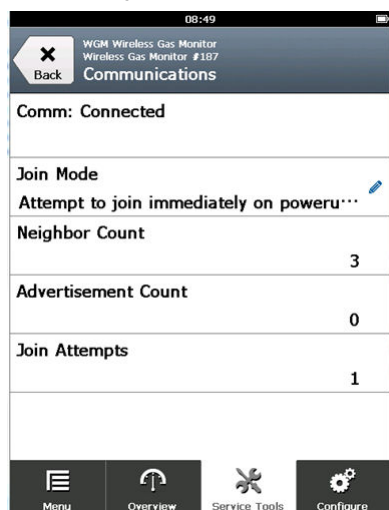 08:49
WGM Wireless Gas Monitor
Wireless Gas Monitor #187
Back
Communications
Comm: Connected
Join Mode
Attempt to join immediately on poweru···
Neighbor Count
3
Advertisement Count
0
Join Attempts
1
Menu
Overview
Service Tools
Configure